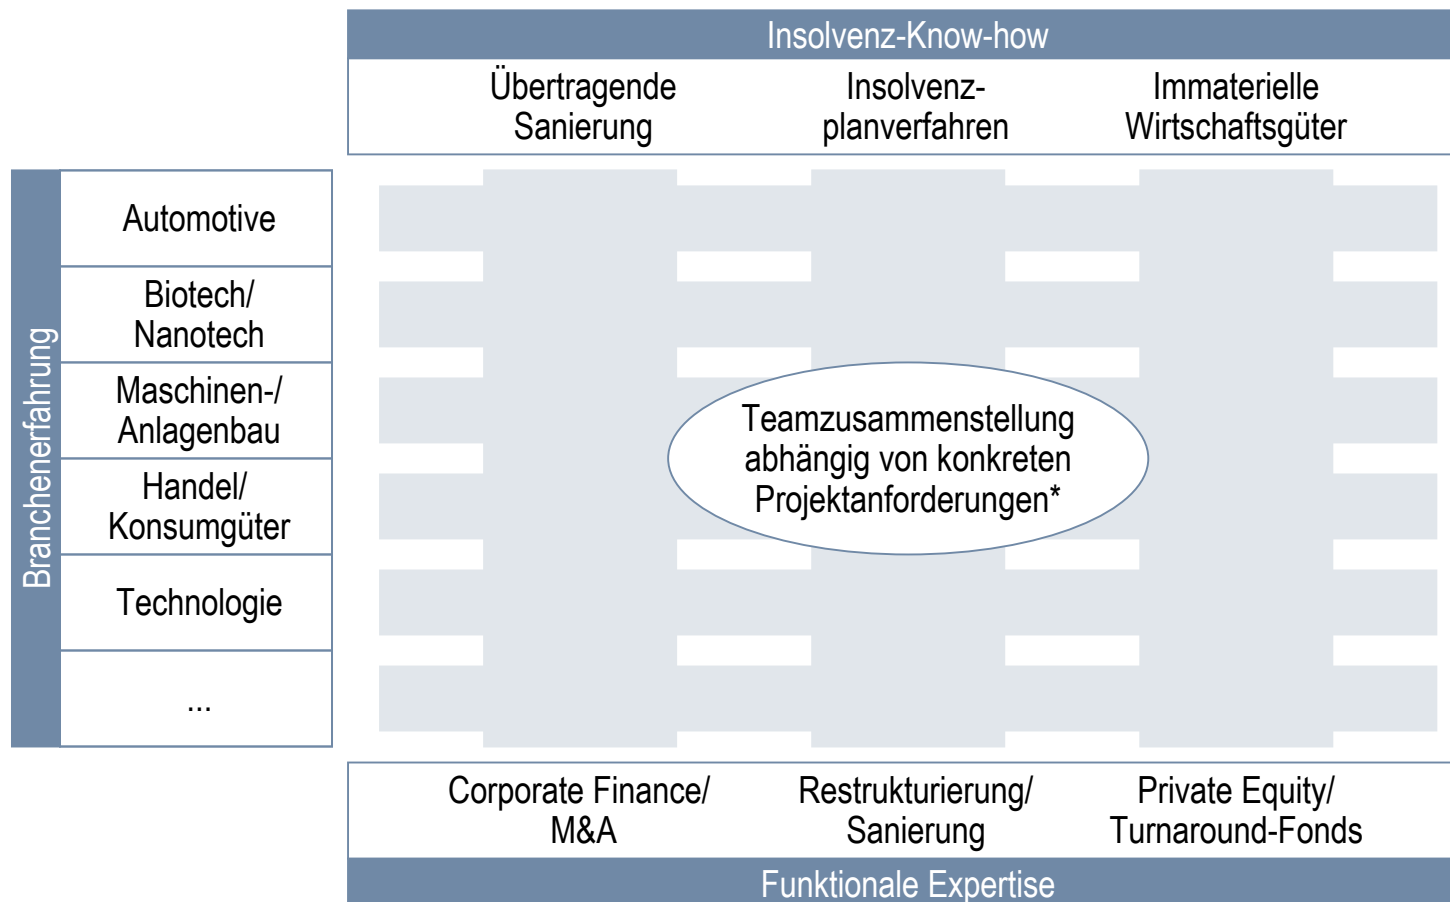 Insolvenz-Know-how
Übertragende
Sanierung
Insolvenz-
planverfahren
Immaterielle
Wirtschaftsgüter
Branchenerfahrung
Automotive
Biotech/
Nanotech
Maschinen-/
Anlagenbau
Handel/
Konsumgüter
Technologie
...
Teamzusammenstellung
abhängig von konkreten
Projektanforderungen*
Corporate Finance/
M&A
Restrukturierung/
Sanierung
Private Equity/
Turnaround-Fonds
Funktionale Expertise